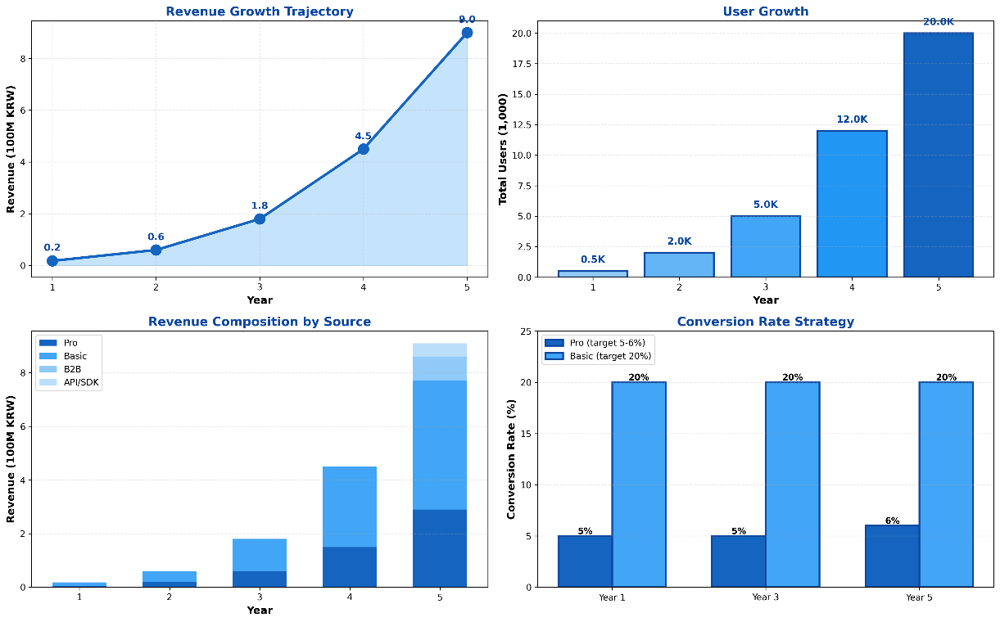 Revenue Growth Trajectory
Revenue (100M KRW)
8
6
4
2
0
0.2
0.6
1.8
4.5
9.0
1 2 3 4 5
Year
User Growth
Total Users (1,000)
20.0
17.5
15.0
12.5
10.0
7.5
5.0
2.5
0.0
0.5K
2.0K
5.0K
12.0K
20.0K
1 2 3 4 5
Year
Revenue Composition by Source
Revenue (100M KRW)
Pro
Basic
B2B
API/SDK
8
6
4
2
0
1 2 3 4 5
Year
Conversion Rate Strategy
Conversion Rate (%)
Pro (target 5-6%)
Basic (target 20%)
25
20
15
10
5
0
5%
20%
5%
20%
6%
20%
Year 1 Year 3 Year 5